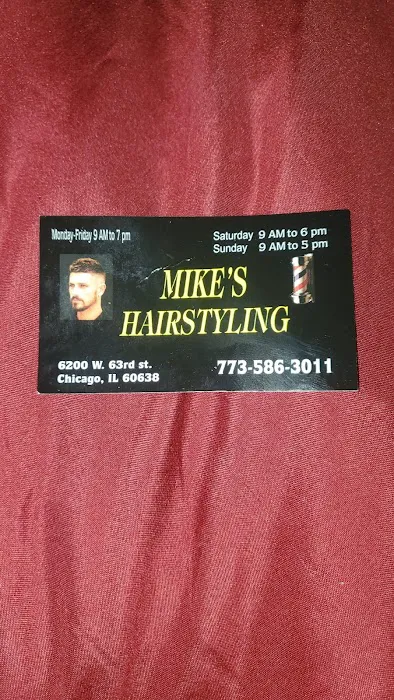 Monday-Friday 9 AM to 7 pm
Saturday 9 AM to 6 pm
Sunday 9 AM to 5 pm
MIKE'S
HAIRSTYLING
6200 W. 63rd st.
Chicago, IL 60638
773-586-3011